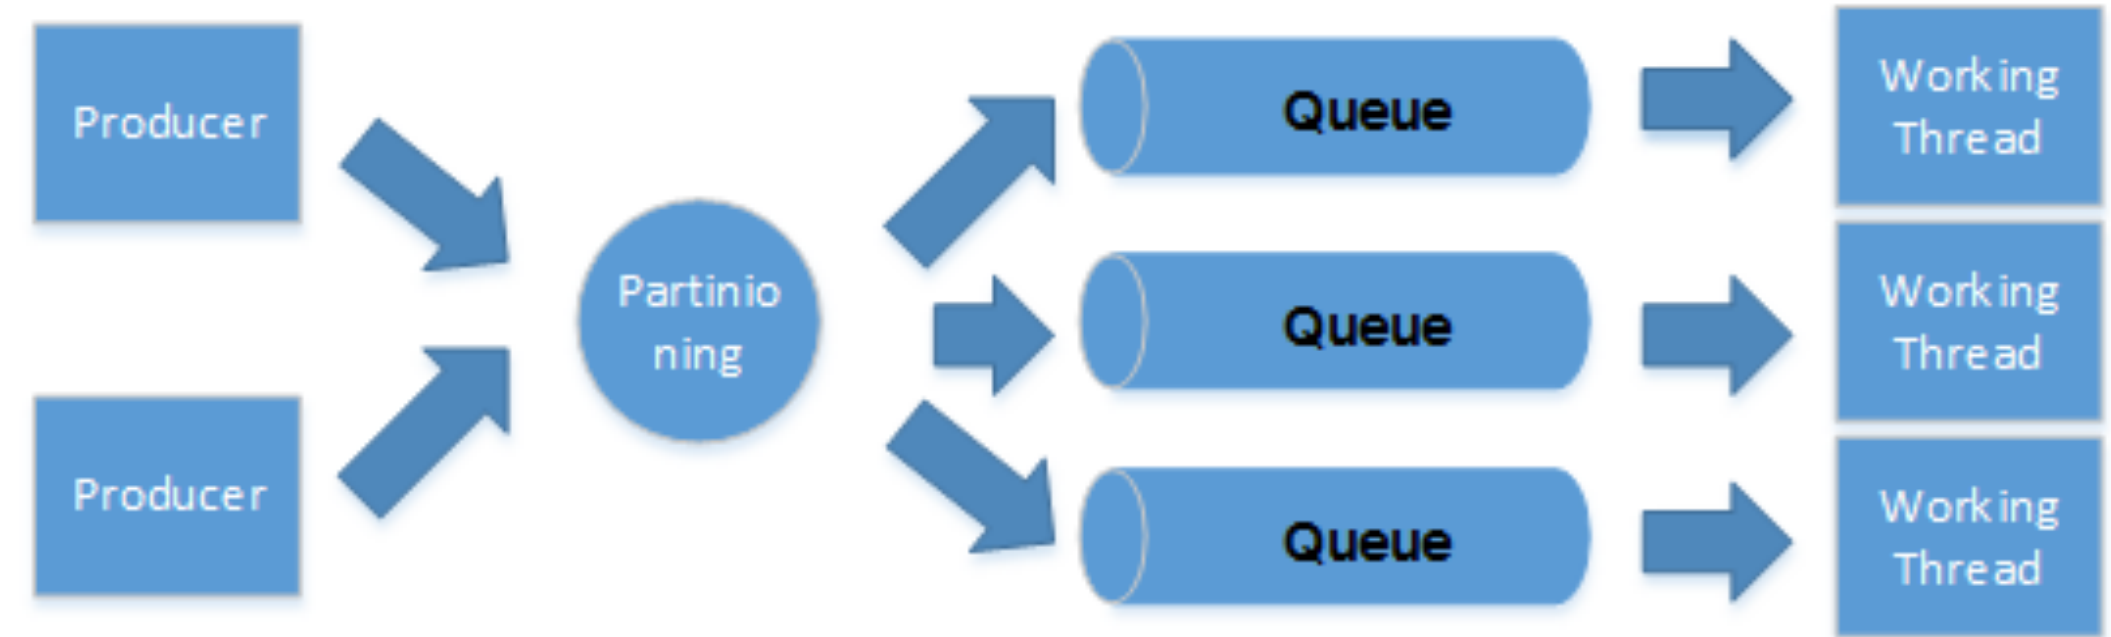 Producer
Producer
Partinio
ning
Queue
Queue
Queue
Working
Thread
Working
Thread
Working
Thread